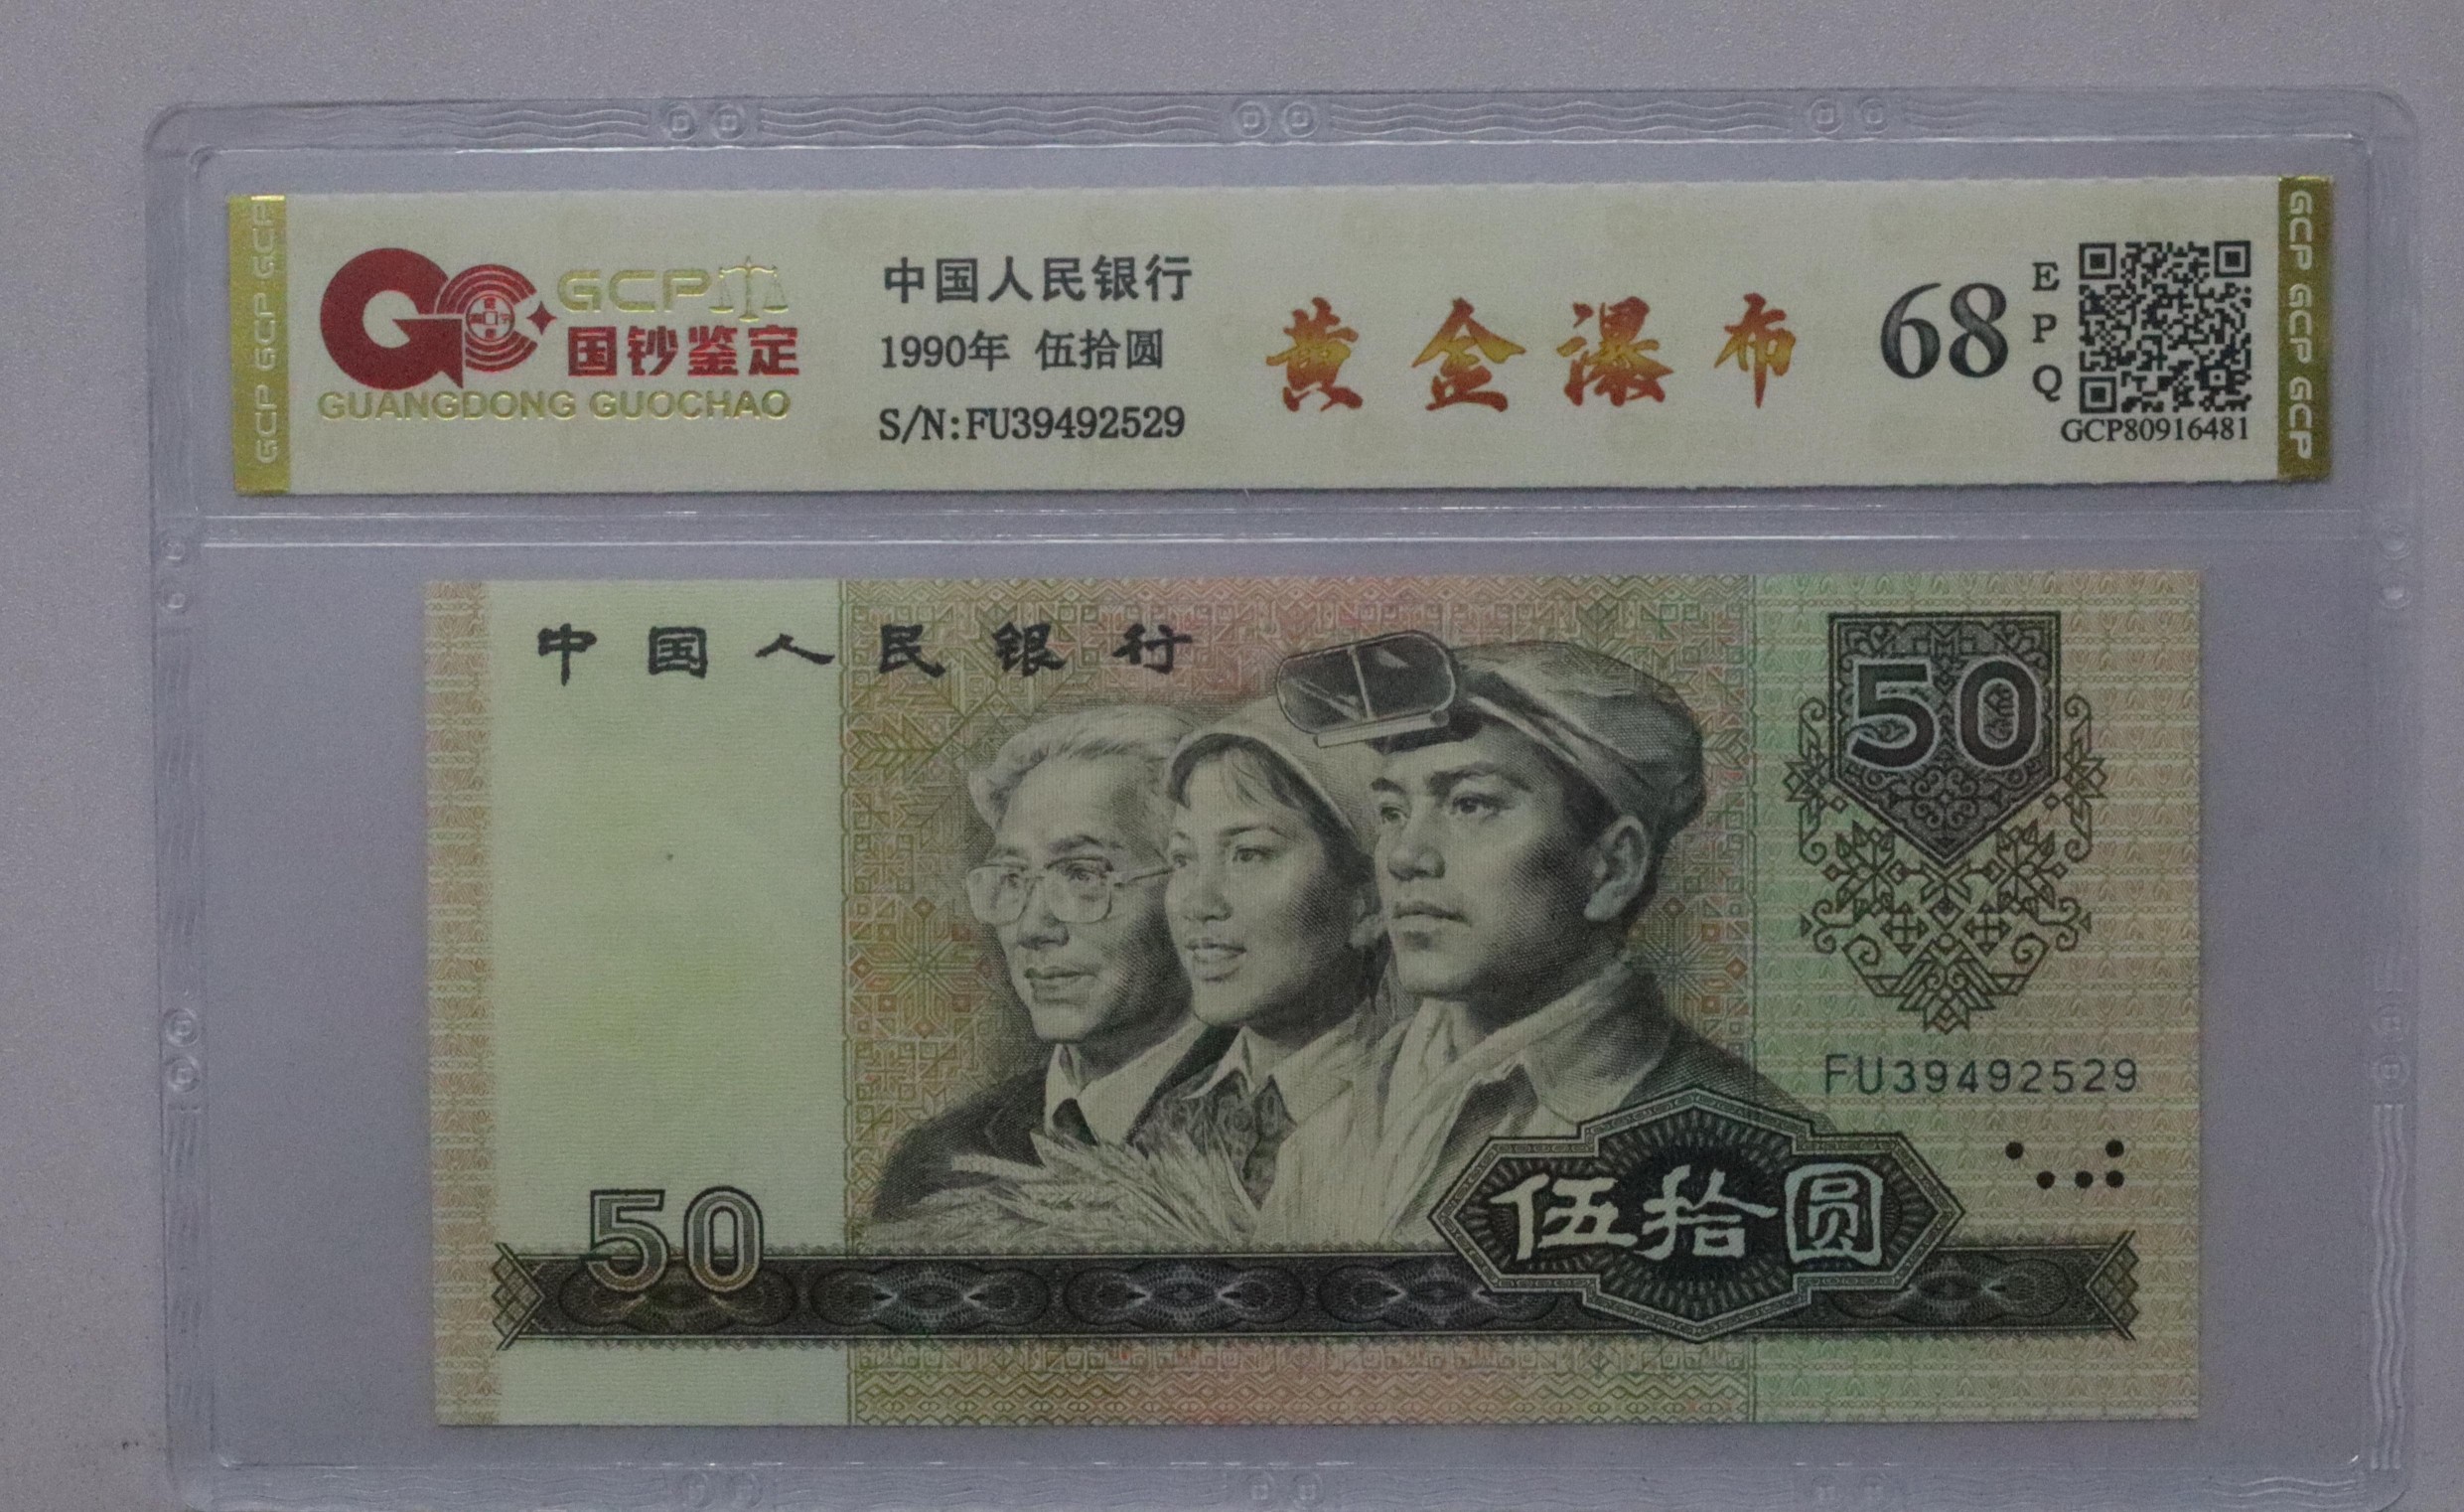 GCP GCP GCP
GCP
国钞鉴定
GUANGDONG GUOCHAO
中国人民银行
1990年 伍拾圆
S/N:FU39492529
黄金瀑布
68
EPQ
GCP80916481
GCP GCP GCP
中国人民银行
50
FU39492529
50
伍拾圆